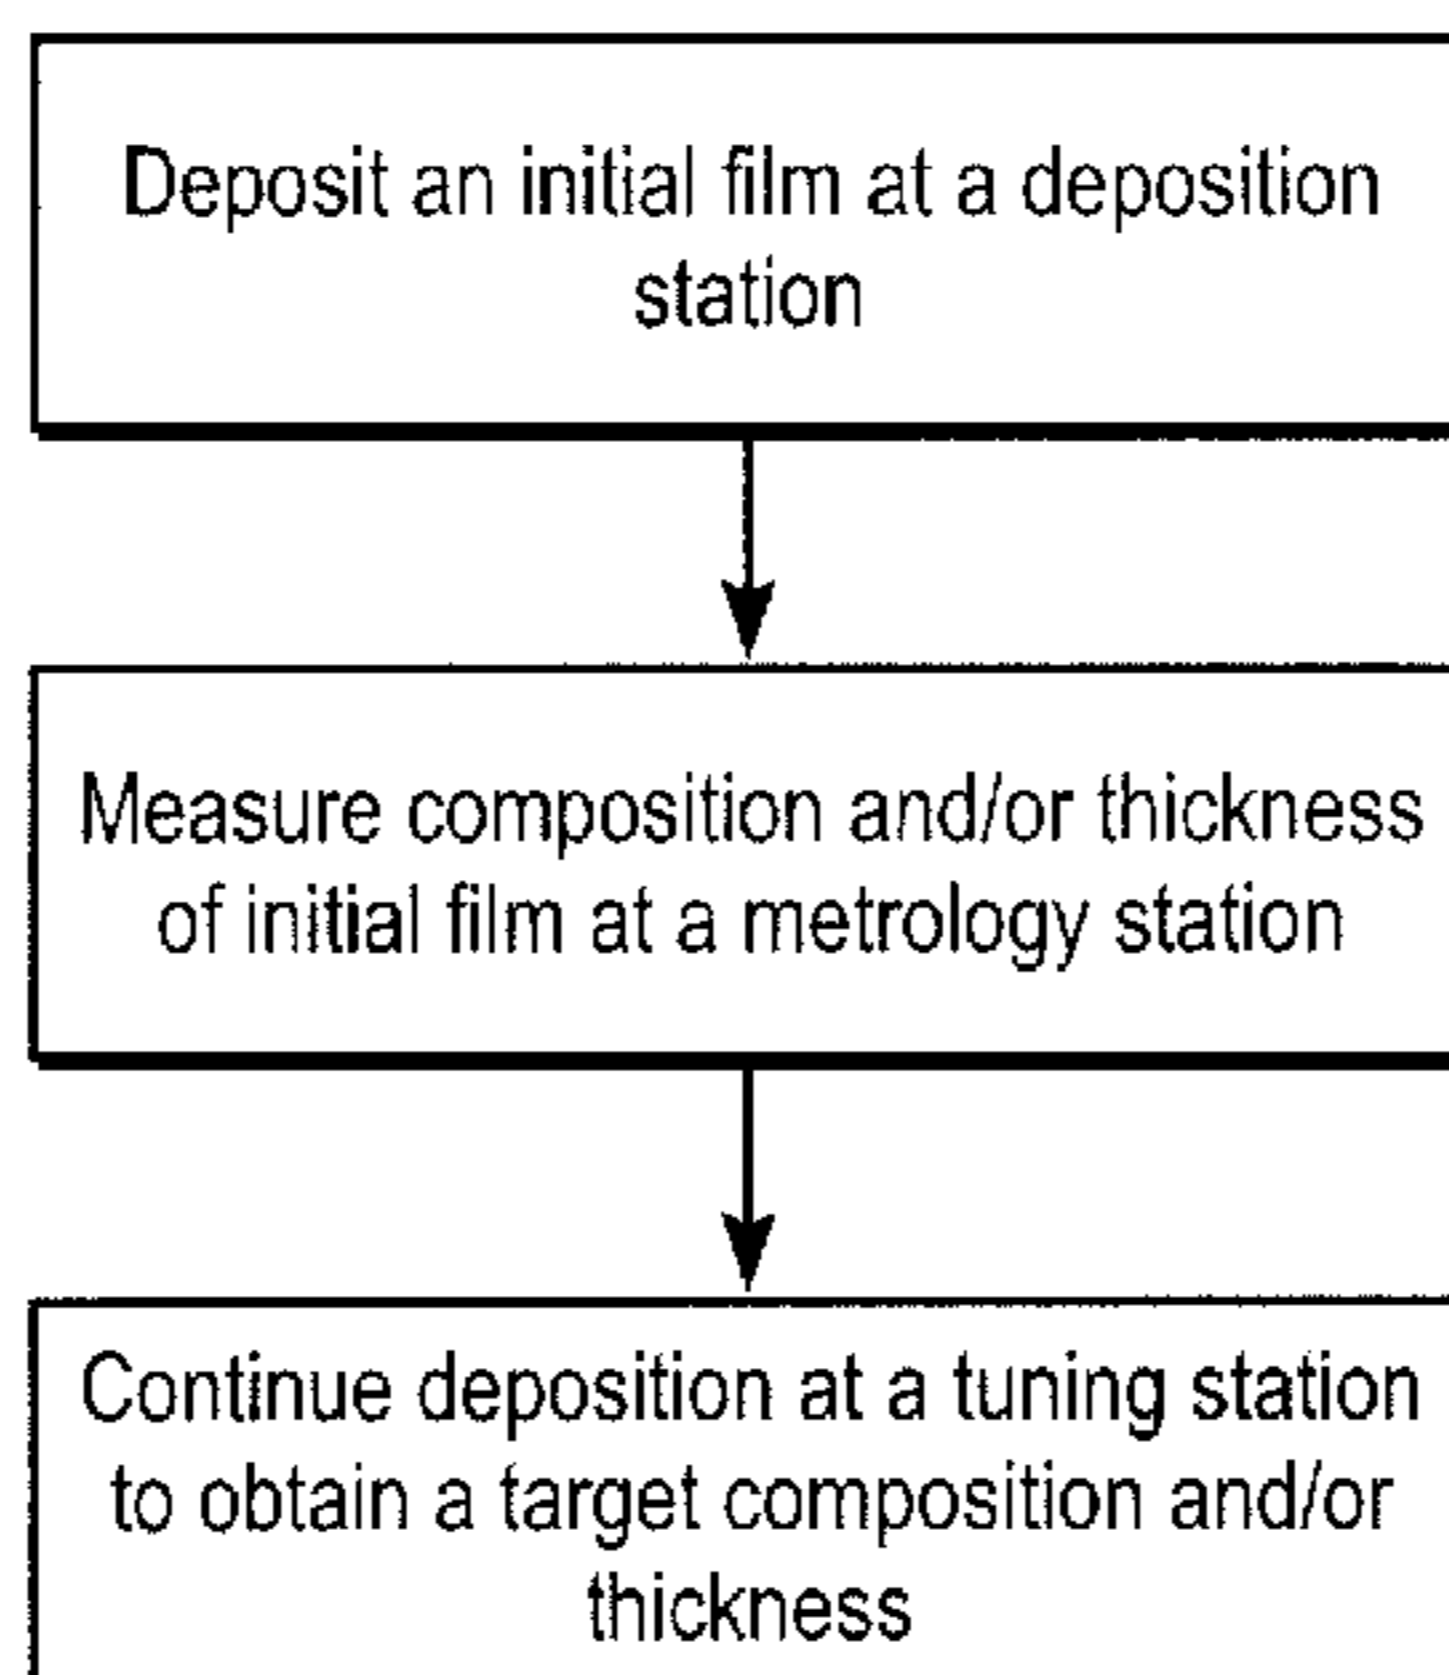 Deposit an initial film at a deposition
station
Measure composition and/or thickness
of initial film at a metrology station
Continue deposition at a tuning station
to obtain a target composition and/or
thickness